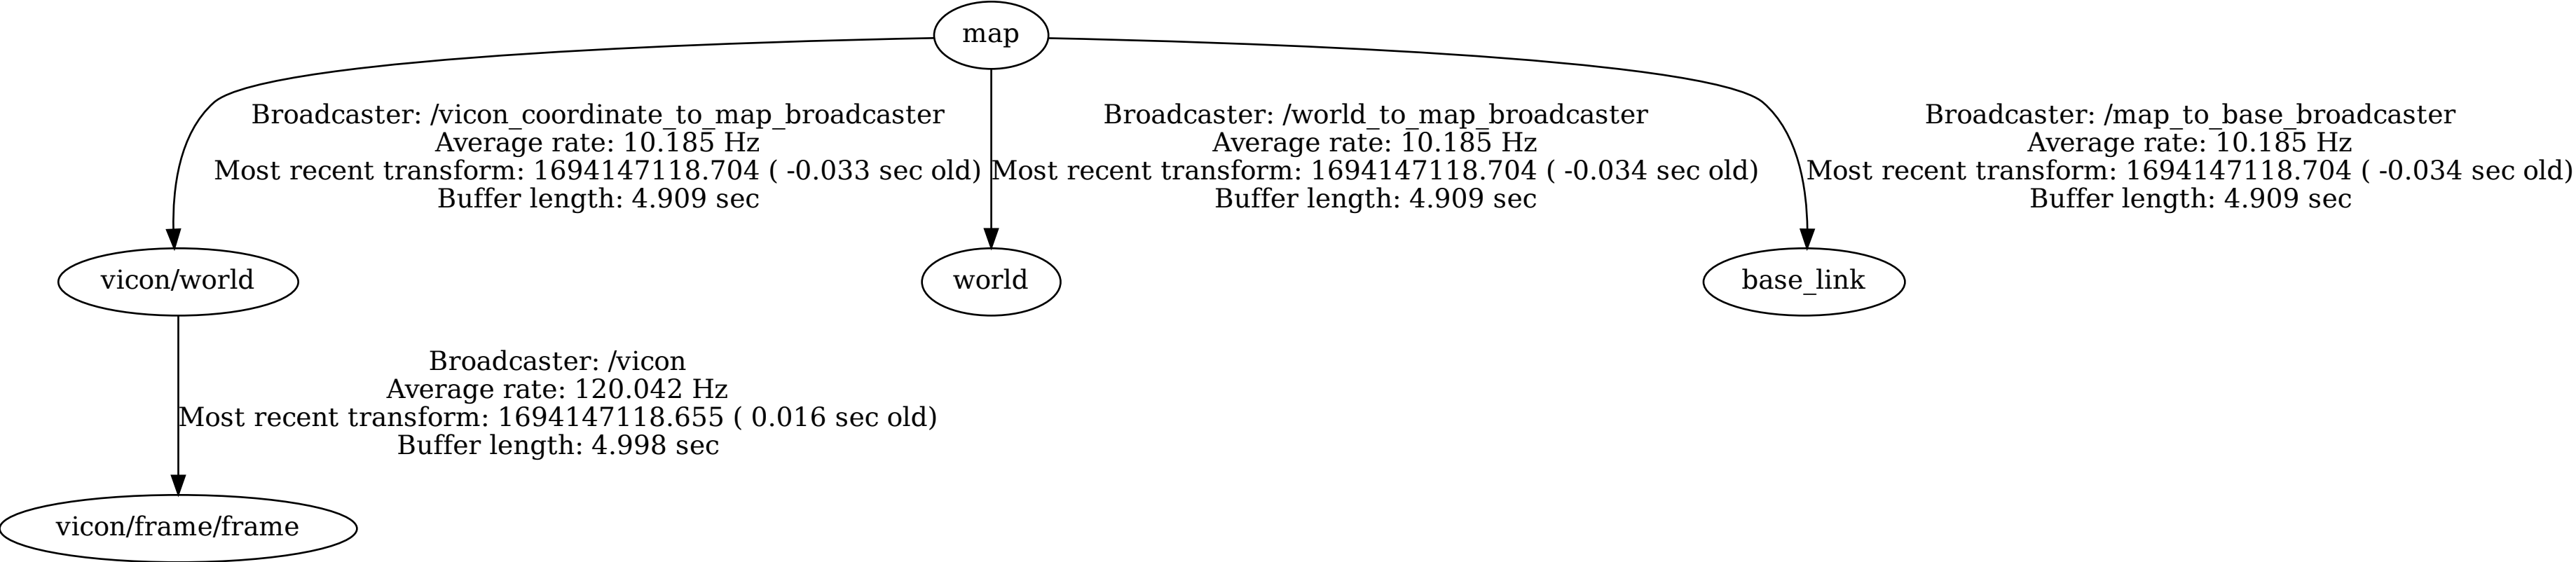 map
Broadcaster: /vicon_coordinate_to_map_broadcaster
Average rate: 10.185 Hz
Most recent transform: 1694147118.704 ( -0.033 sec old)
Buffer length: 4.909 sec
Broadcaster: /world_to_map_broadcaster
Average rate: 10.185 Hz
Most recent transform: 1694147118.704 ( -0.034 sec old)
Buffer length: 4.909 sec
Broadcaster: /map_to_base_broadcaster
Average rate: 10.185 Hz
Most recent transform: 1694147118.704 ( -0.034 sec old)
Buffer length: 4.909 sec
vicon/world
world
base_link
Broadcaster: /vicon
Average rate: 120.042 Hz
Most recent transform: 1694147118.655 ( 0.016 sec old)
Buffer length: 4.998 sec
vicon/frame/frame